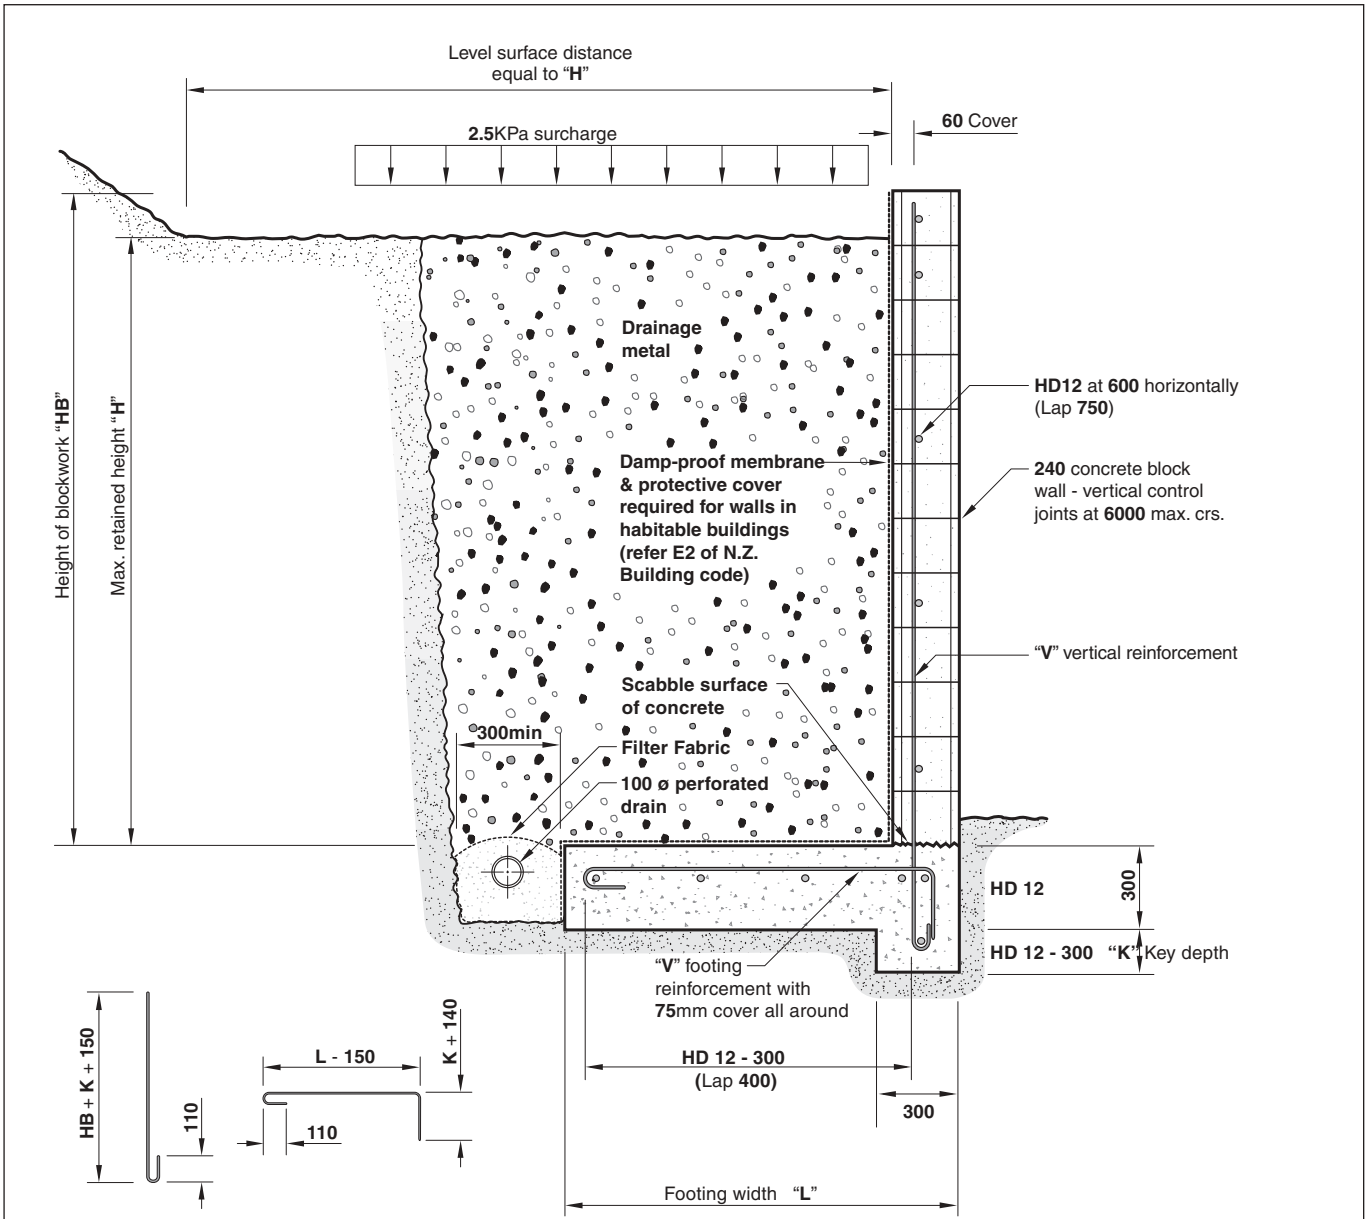 Level surface distance
equal to “H”
60 Cover
2.5KPa surcharge
Height of blockwork “HB”
Max. retained height “H”
Drainage
metal
HD12 at 600 horizontally
(Lap 750)
Damp-proof membrane
& protective cover
required for walls in
habitable buildings
(refer E2 of N.Z.
Building code)
240 concrete block
wall - vertical control
joints at 6000 max. crs.
“V” vertical reinforcement
Scabble surface
of concrete
300min
Filter Fabric
100 ø perforated
drain
HD 12
300
HD 12 - 300 “K” Key depth
“V” footing
reinforcement with
75mm cover all around
HB + K + 150
110
L - 150
110
K + 140
HD 12 - 300
(Lap 400)
300
Footing width “L”